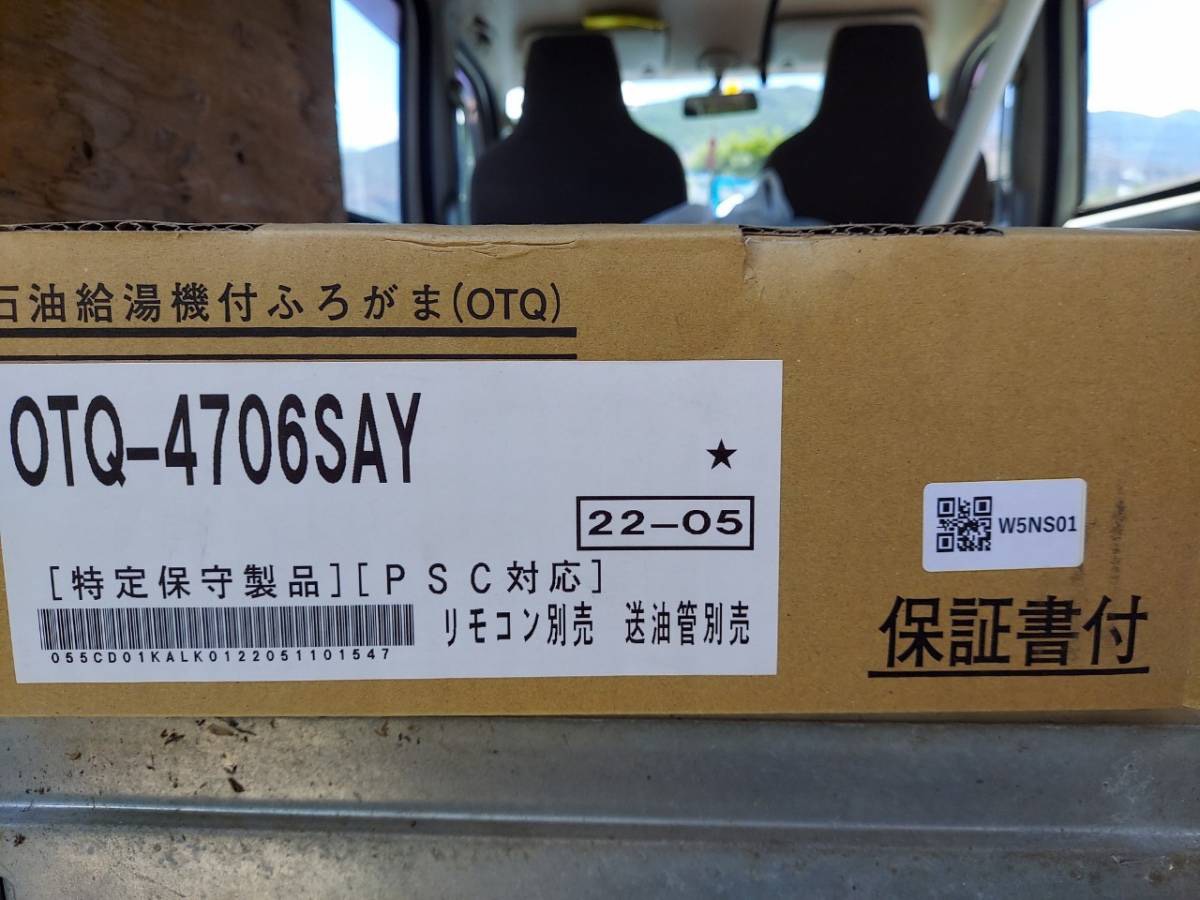 石油給湯機付ふろがま(OTQ)
OTQ-4706SAY
★
22-05
[特定保守製品][PSC対応]
リモコン別売 送油管別売
055CD01KALK0122051101547
W5NS01
保証書付